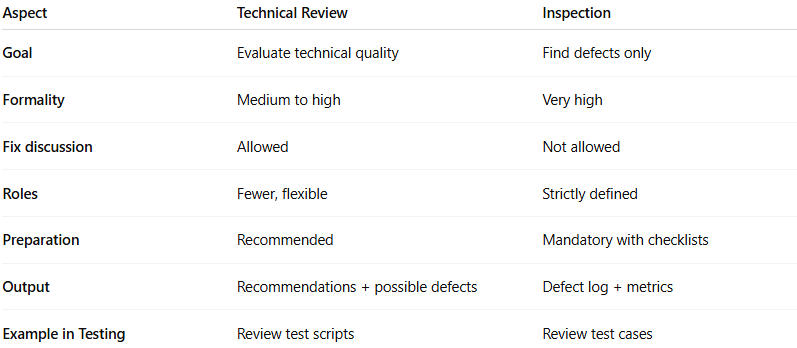 Aspect Technical Review Inspection
Goal Evaluate technical quality Find defects only
Formality Medium to high Very high
Fix discussion Allowed Not allowed
Roles Fewer, flexible Strictly defined
Preparation Recommended Mandatory with checklists
Output Recommendations + possible defects Defect log + metrics
Example in Testing Review test scripts Review test cases